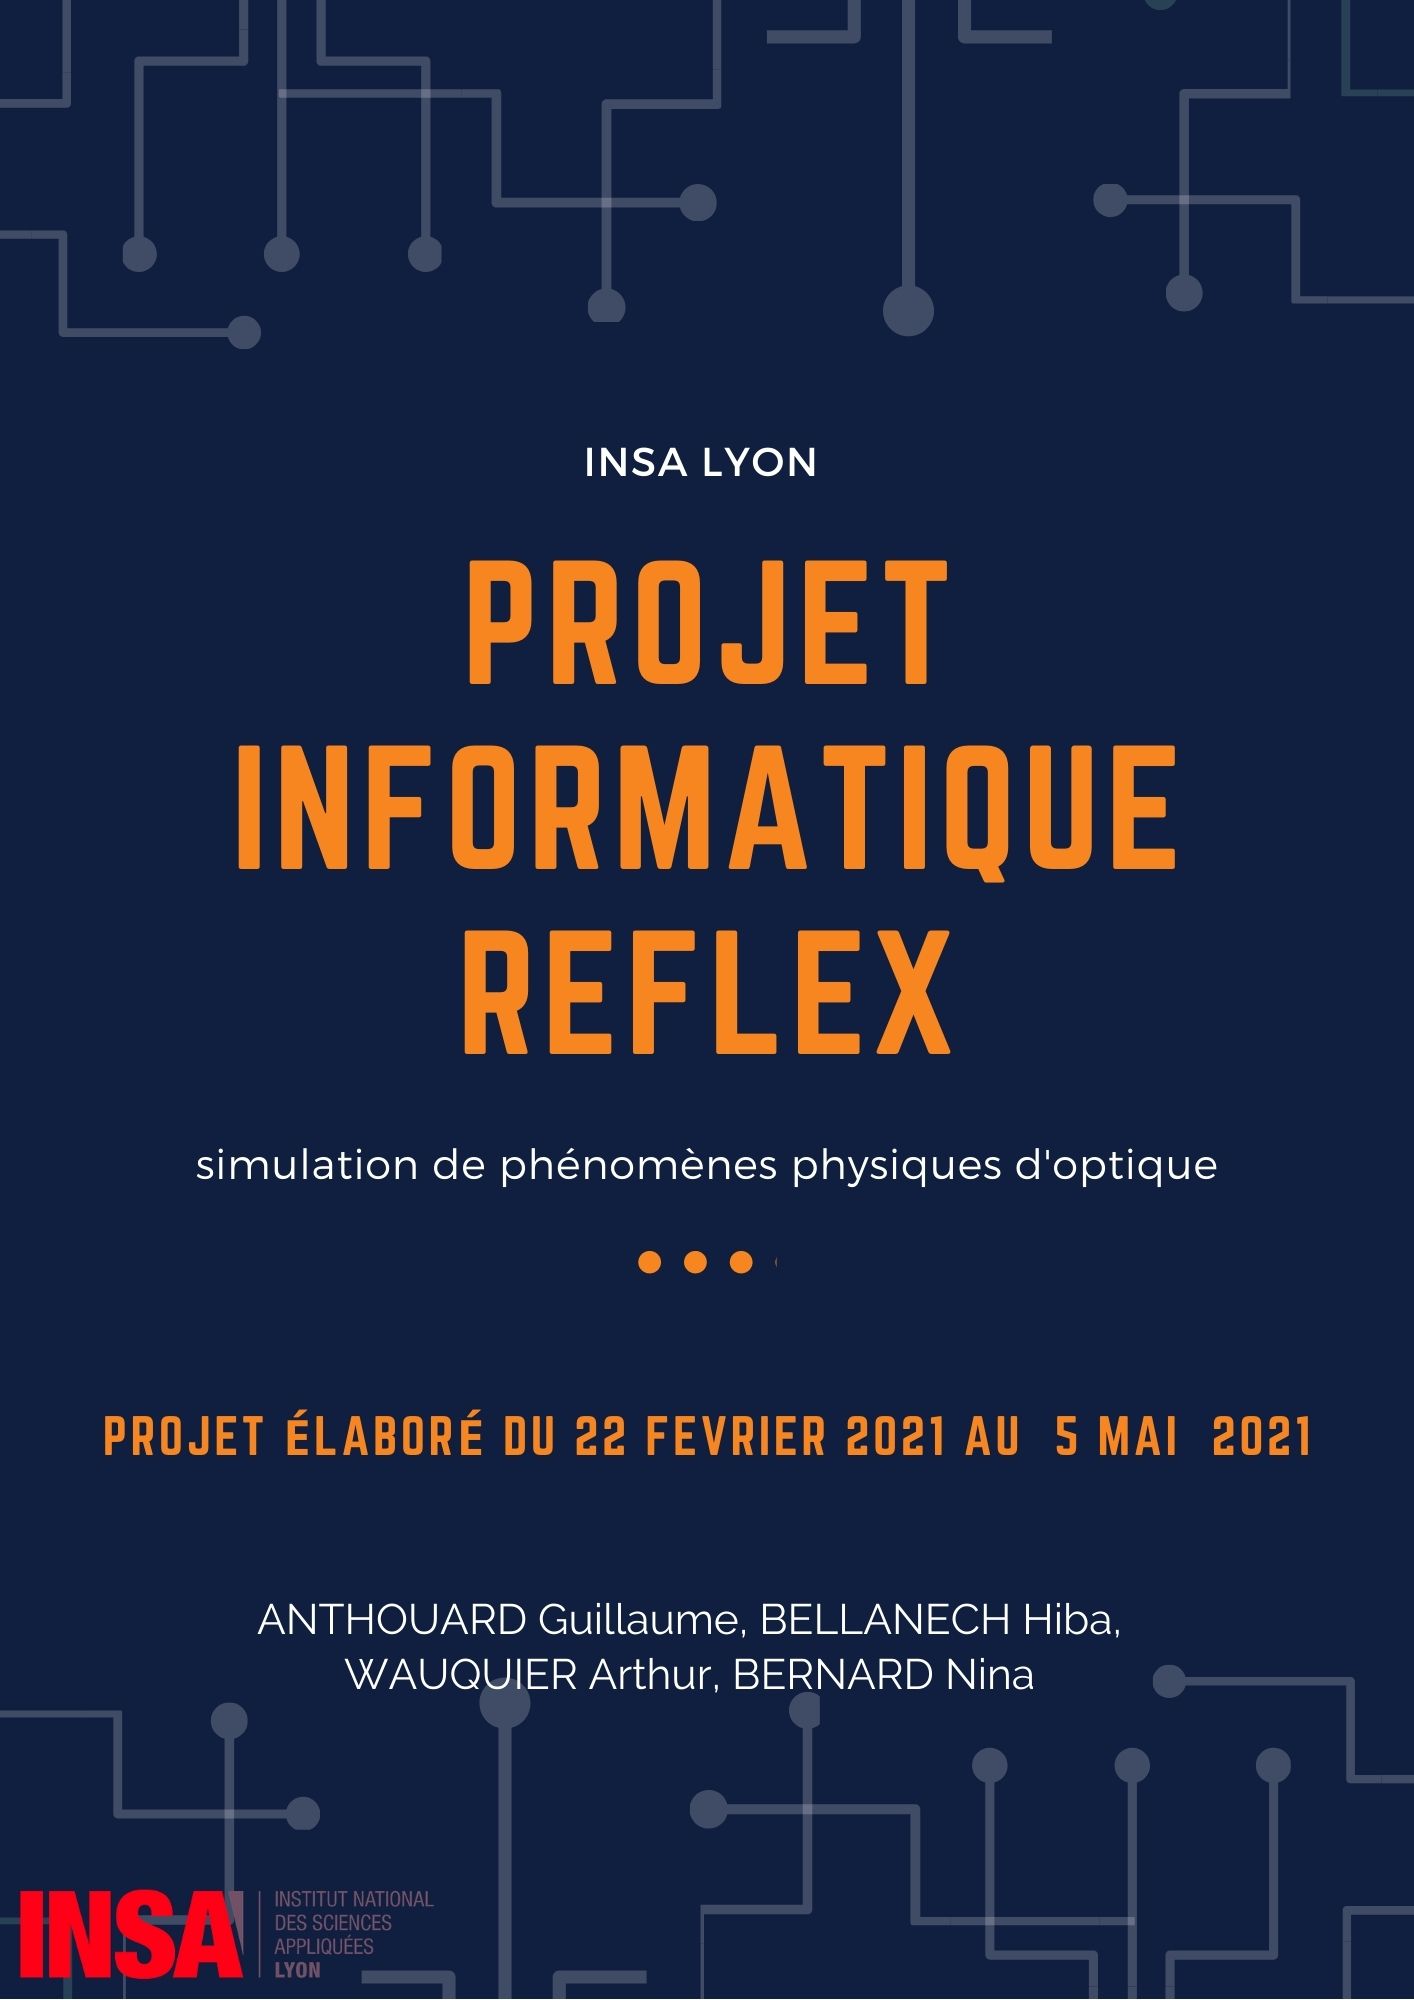 INSA LYON
PROJET
INFORMATIQUE
REFLEX
simulation de phénomènes physiques d'optique
PROJET ÉLABORÉ DU 22 FEVRIER 2021 AU 5 MAI 2021
ANTHOUARD Guillaume, BELLANECH Hiba,
WAUQUIER Arthur, BERNARD Nina
INSA
INSTITUT NATIONAL
DES SCIENCES
APPLIQUÉES
LYON